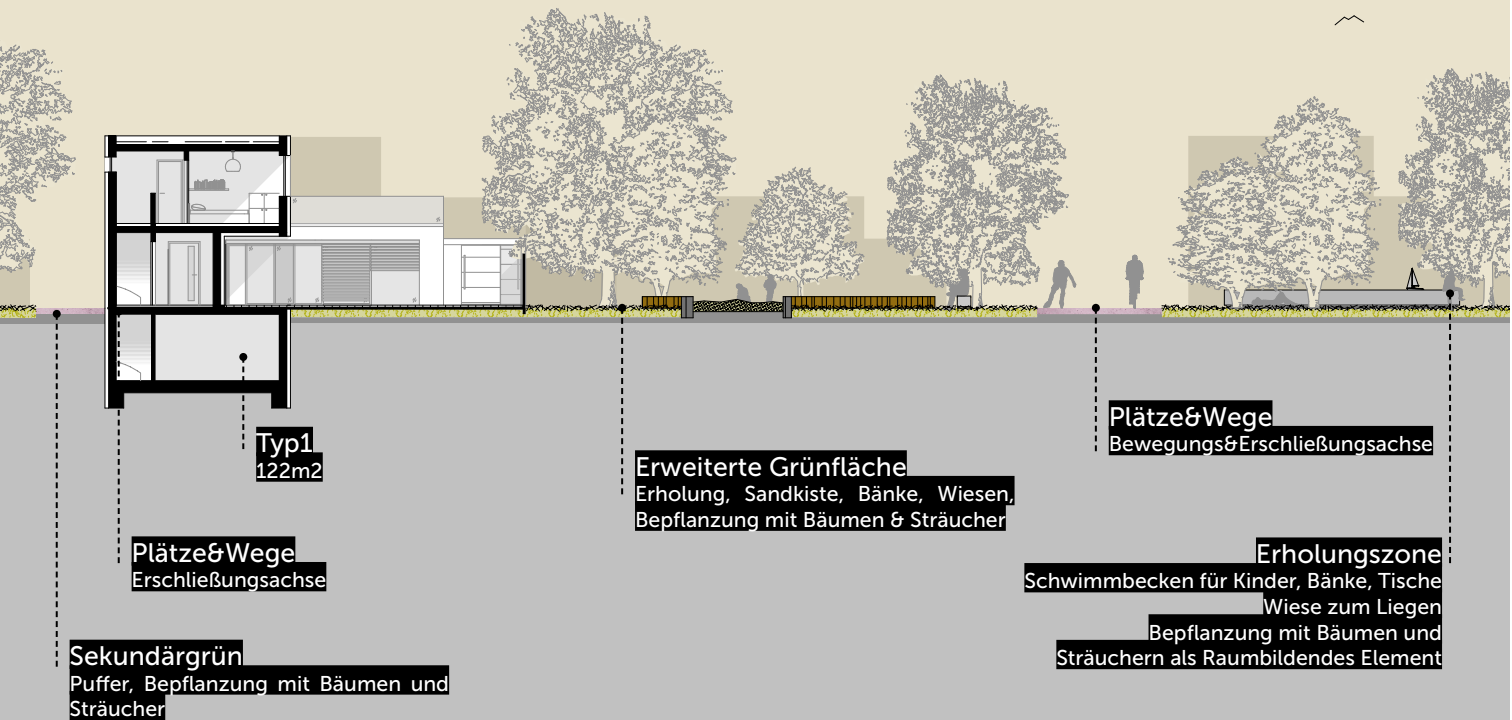 Typ1
122m2
Plätze&Wege
Erschließungsachse
Sekundärgrün
Puffer, Bepflanzung mit Bäumen und
Sträucher
Erweiterte Grünfläche
Erholung, Sandkiste, Bänke, Wiesen,
Bepflanzung mit Bäumen & Sträucher
Plätze&Wege
Bewegungs&Erschließungsachse
Erholungszone
Schwimmbecken für Kinder, Bänke, Tische
Wiese zum Liegen
Bepflanzung mit Bäumen und
Sträuchern als Raumbildendes Element